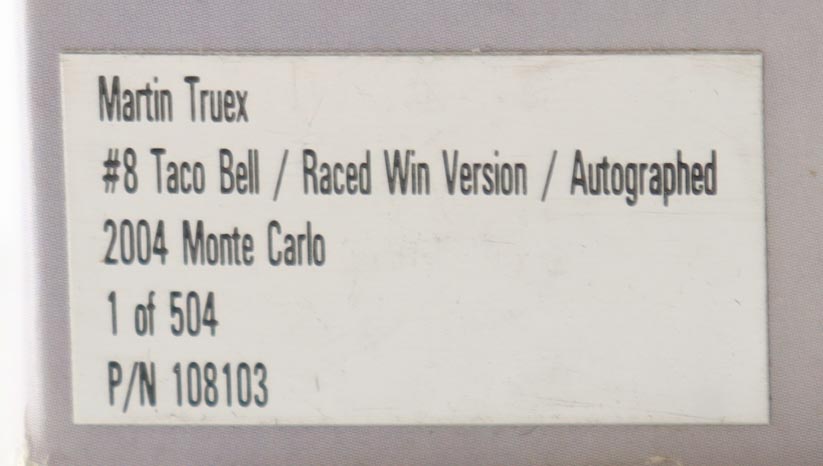 Martin Truex
#8 Taco Bell / Raced Win Version / Autographed
2004 Monte Carlo
1 of 504
P/N 108103